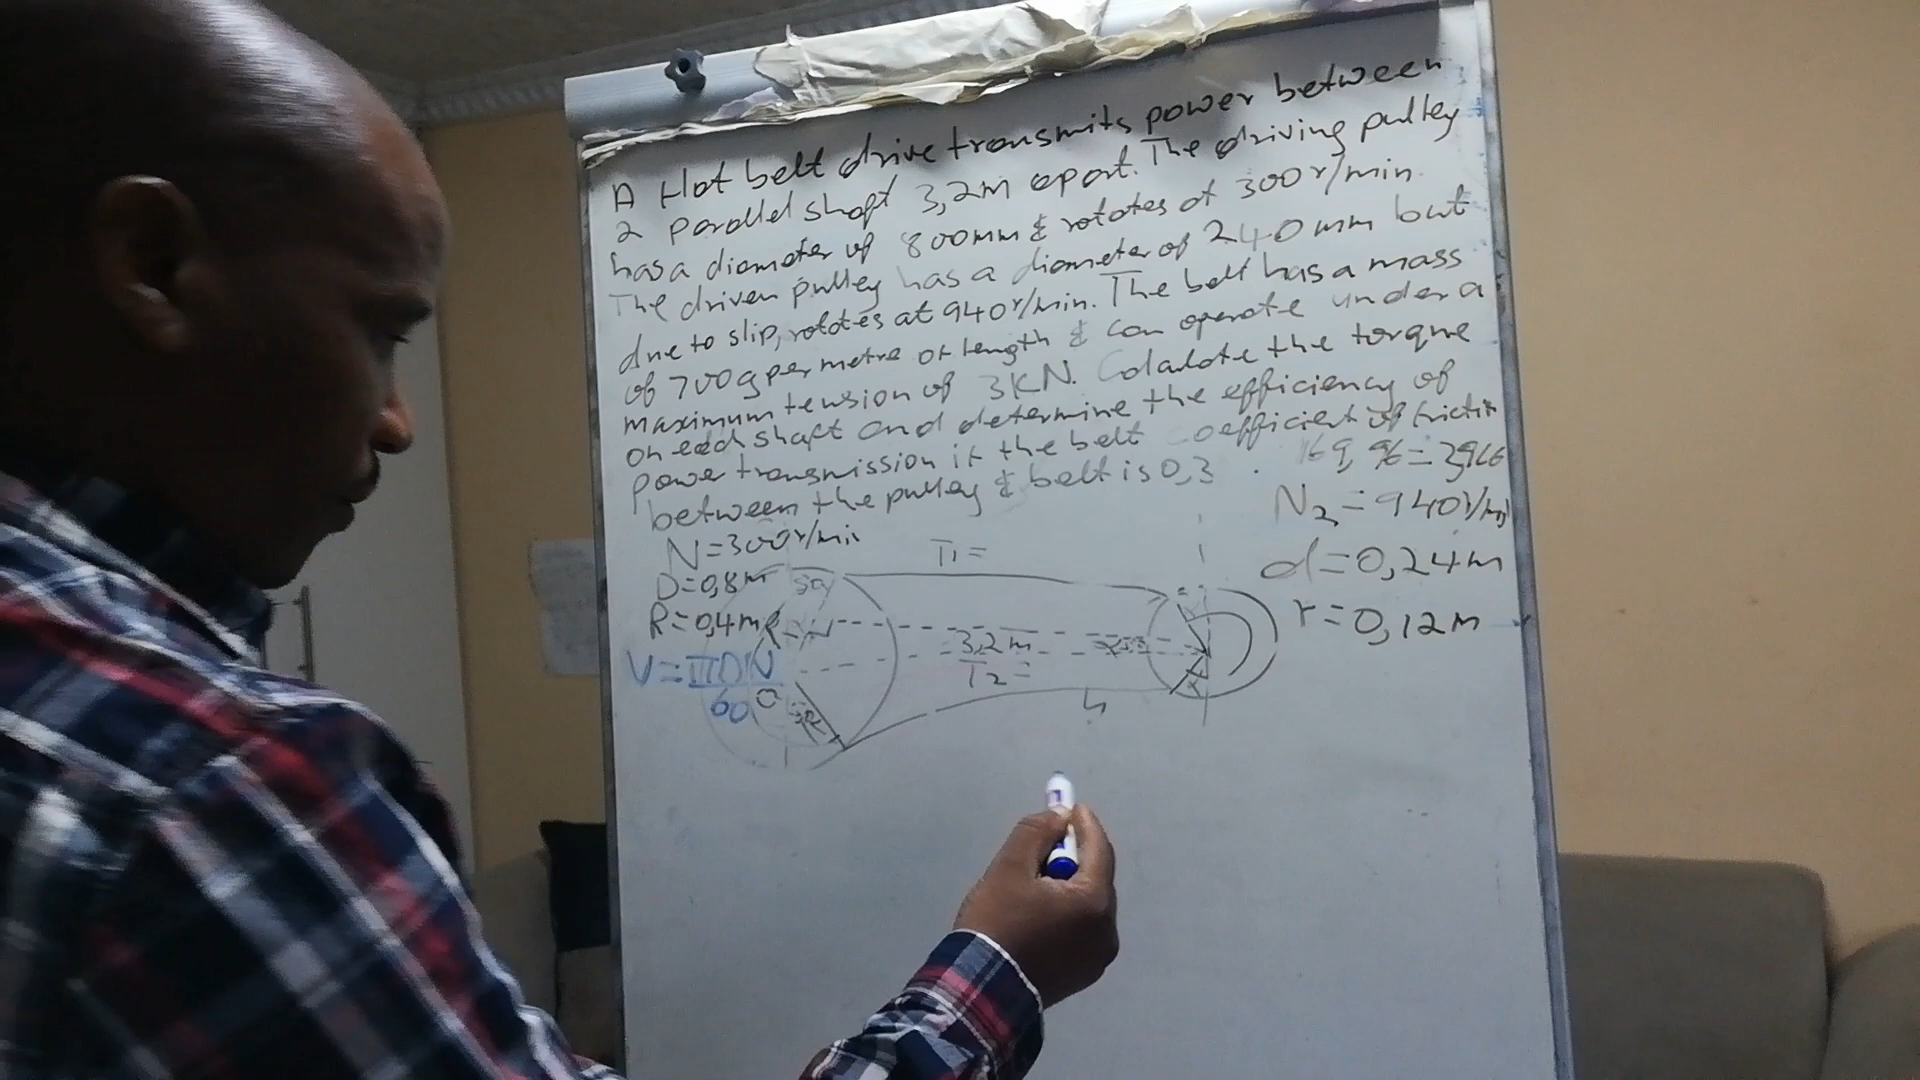 A flat belt drive transmits power between
2 parallel shaft 3,2m apart. The driving pulley
has a diameter of 800mm & rotates at 300r/min.
The driven pulley has a diameter of 240mm but
due to slip, rotates at 940r/min. The belt has a mass
of 700g per metre of length & can operate under a
maximum tension of 3KN. Calculate the torque
on each shaft and determine the efficiency of
power transmission if the belt coefficient of friction
between the pulley & belt is 0,3.
169,96=2,966
N=300r/min
N2=940r/min
D=0,8m
T1=
d=0,24m
R=0,4m
3,2m
r=0,12m
V=πDN
60
T2=